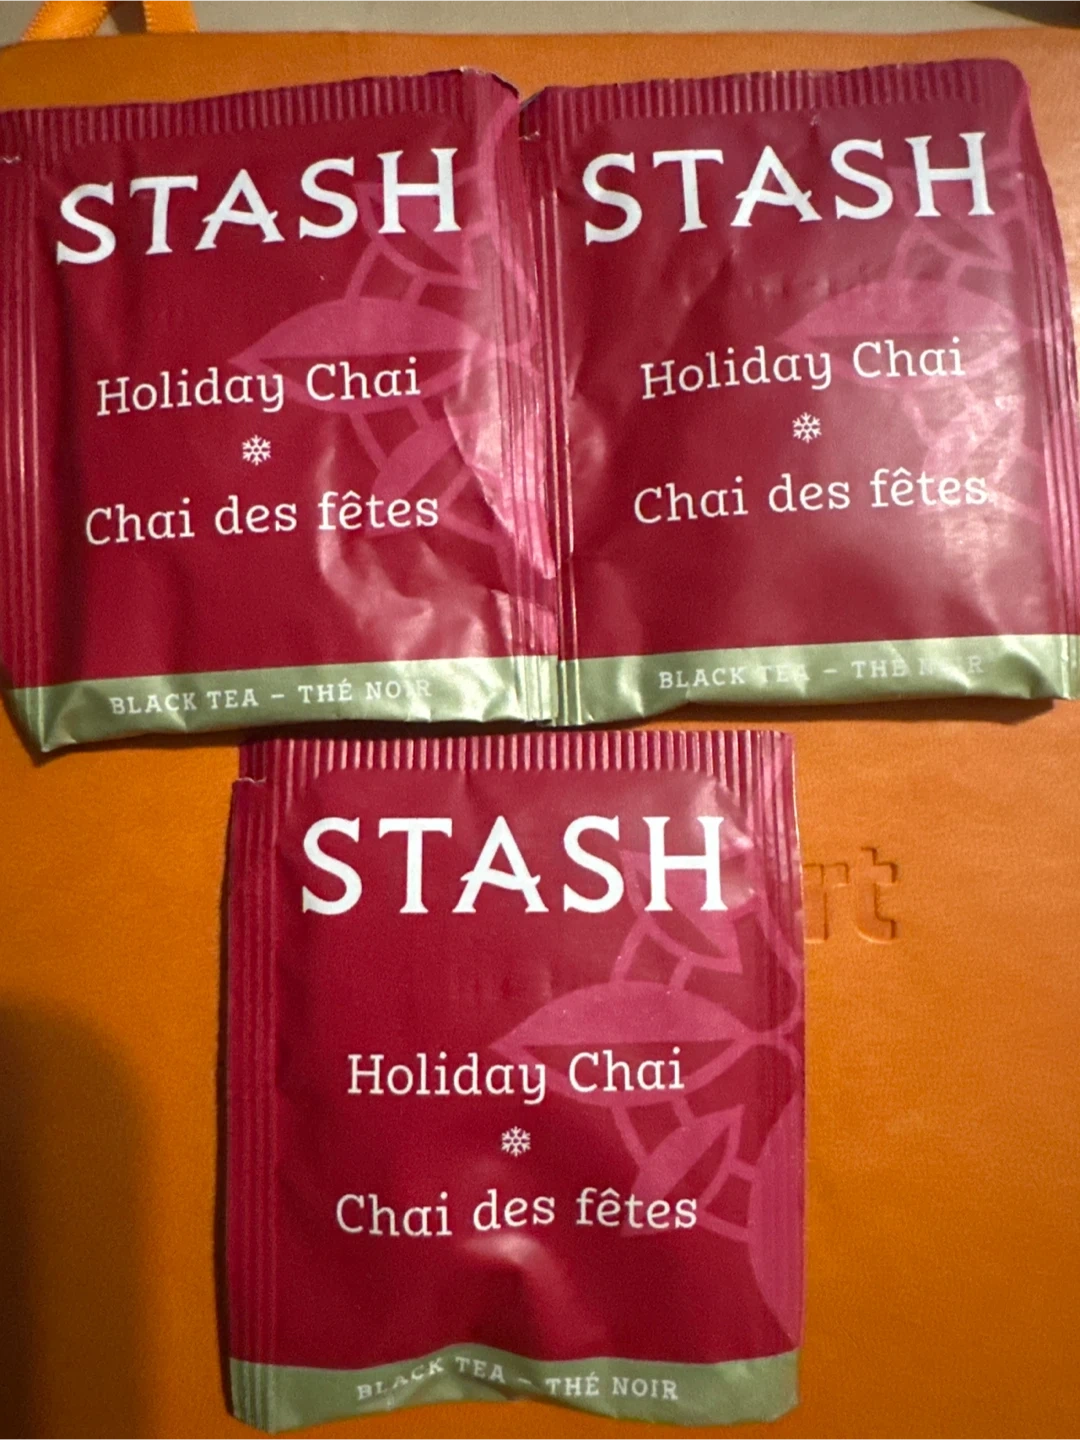 STASH
Holiday Chai
Chai des fêtes
BLACK TEA – THÉ NOIR
STASH
Holiday Chai
Chai des fêtes
BLACK TEA – THÉ NOIR
STASH
Holiday Chai
Chai des fêtes
BLACK TEA – THÉ NOIR